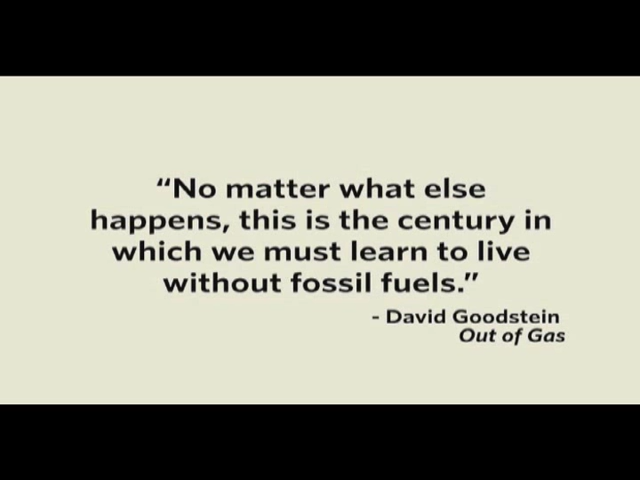 “No matter what else
happens, this is the century in
which we must learn to live
without fossil fuels.”
- David Goodstein
Out of Gas